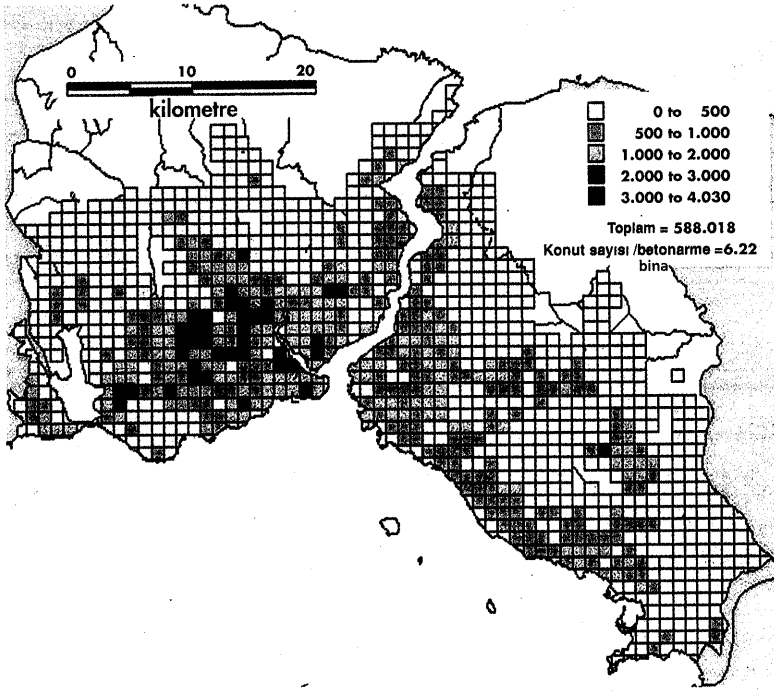 0 10 20
kilometre
0 to 500
500 to 1.000
1.000 to 2.000
2.000 to 3.000
3.000 to 4.030
Toplam = 588.018
Konut sayısı /betonarme =6.22
bina